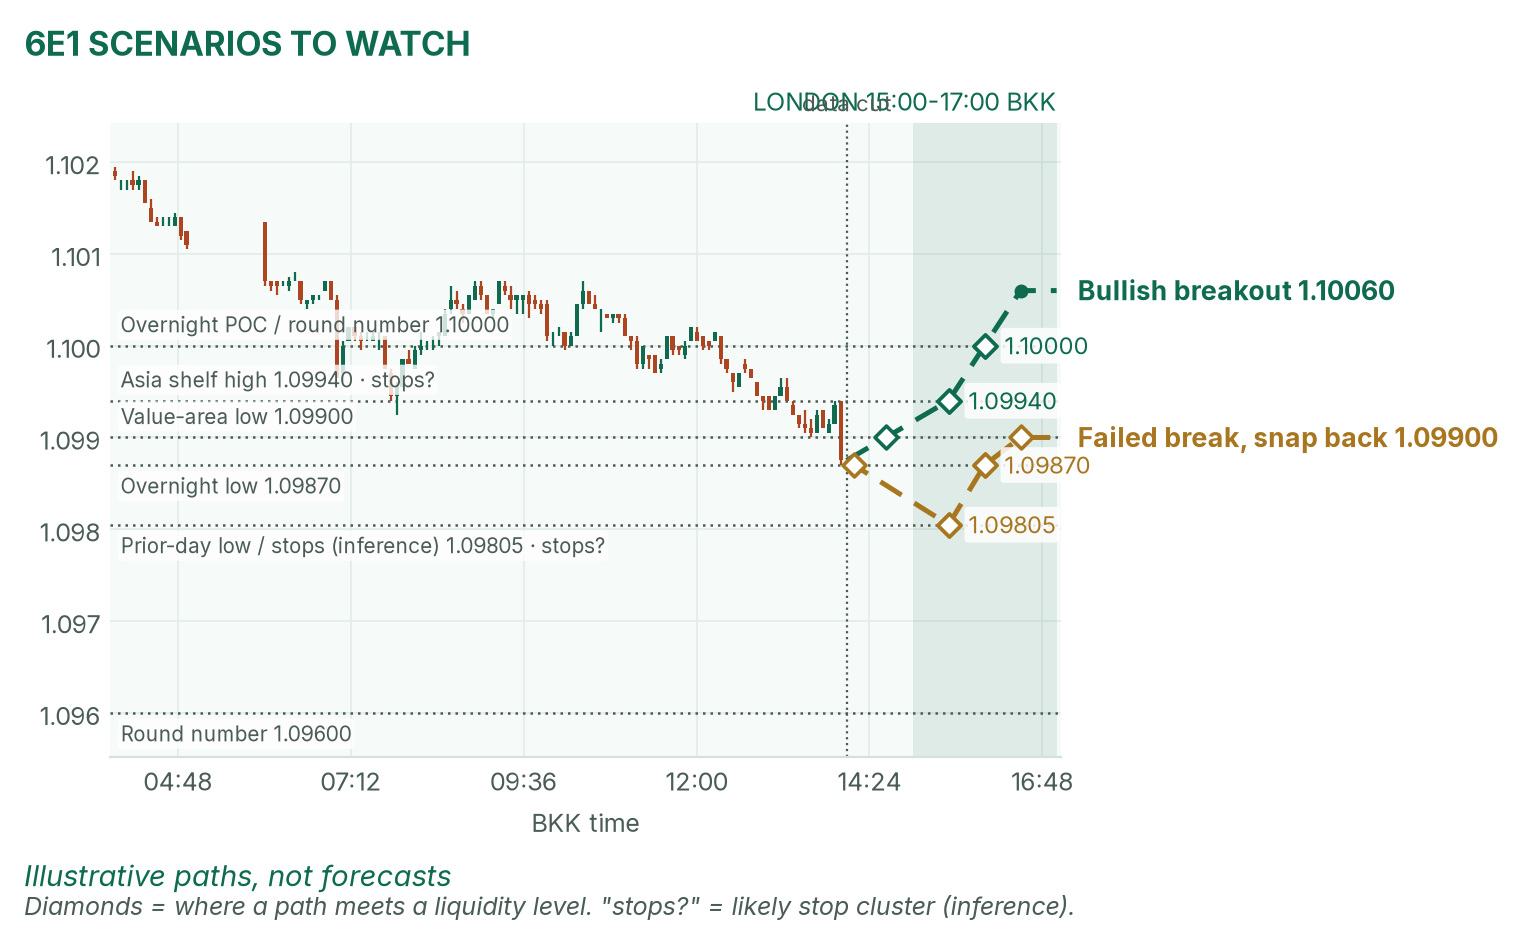 6E1 SCENARIOS TO WATCH
LONDON 15:00-17:00 BKK
data cut
1.102
1.101
1.100
1.099
1.098
1.097
1.096
Overnight POC / round number 1.10000
Asia shelf high 1.09940 · stops?
Value-area low 1.09900
Overnight low 1.09870
Prior-day low / stops (inference) 1.09805 · stops?
Round number 1.09600
Bullish breakout 1.10060
1.10000
1.09940
Failed break, snap back 1.09900
1.09870
1.09805
04:48 07:12 09:36 12:00 14:24 16:48
BKK time
Illustrative paths, not forecasts
Diamonds = where a path meets a liquidity level. "stops?" = likely stop cluster (inference).